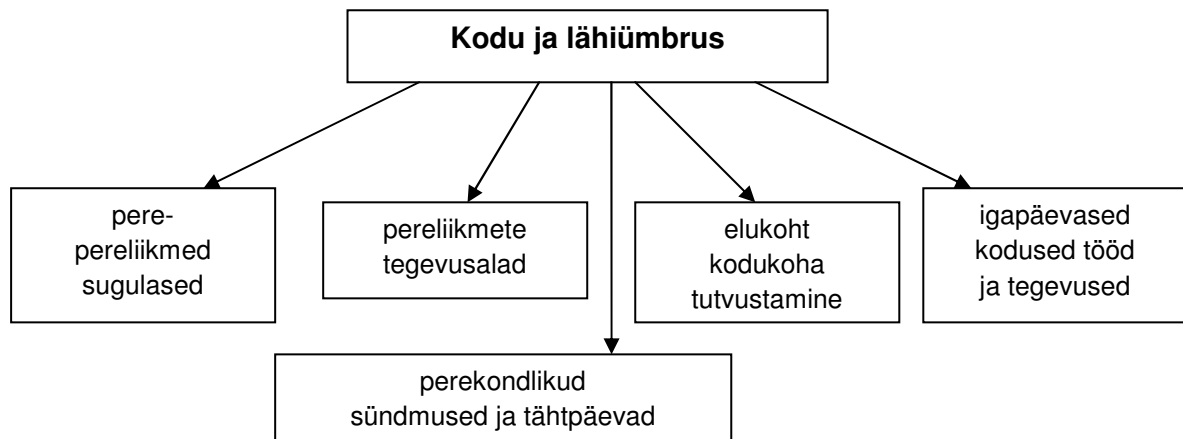 Kodu ja lähiümbrus
pere-
pereliikmed
sugulased
pereliikmete
tegevusalad
elukoht
kodukoha
tutvustamine
igapäevased
kodused tööd
ja tegevused
perekondlikud
sündmused ja tähtpäevad